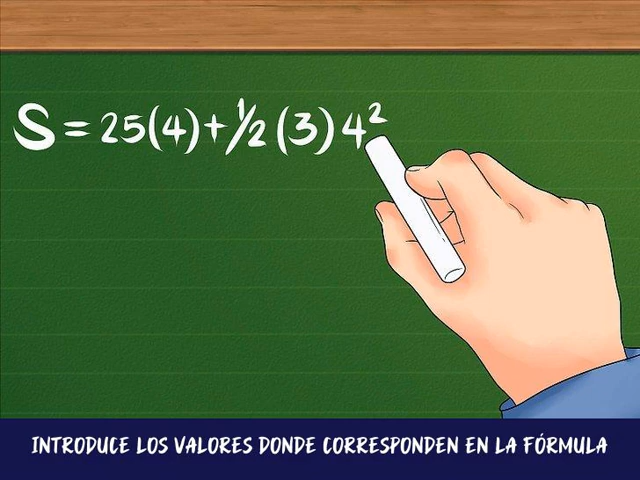 S = 25(4)+½(3)4²
INTRODUCE LOS VALORES DONDE CORRESPONDEN EN LA FÓRMULA